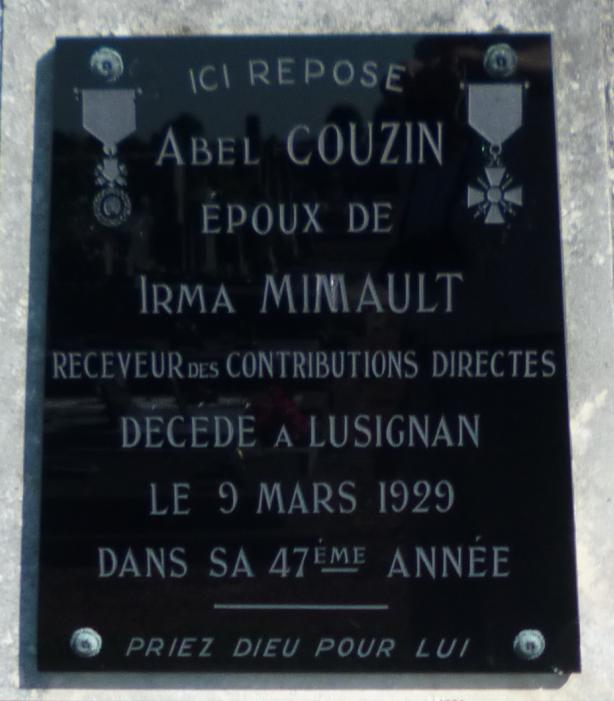 ICI REPOSE
ABEL COUZIN
ÉPOUX DE
IRMA MIMAULT
RECEVEUR DES CONTRIBUTIONS DIRECTES
DÉCÉDÉ A LUSIGNAN
LE 9 MARS 1929
DANS SA 47ÉME ANNÉE
PRIEZ DIEU POUR LUI